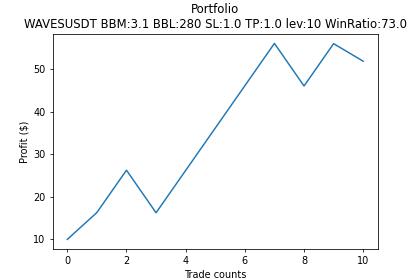 Portfolio
WAVESUSDT BBM:3.1 BBL:280 SL:1.0 TP:1.0 lev:10 WinRatio:73.0
Profit ($)
50
40
30
20
10
0 2 4 6 8 10
Trade counts